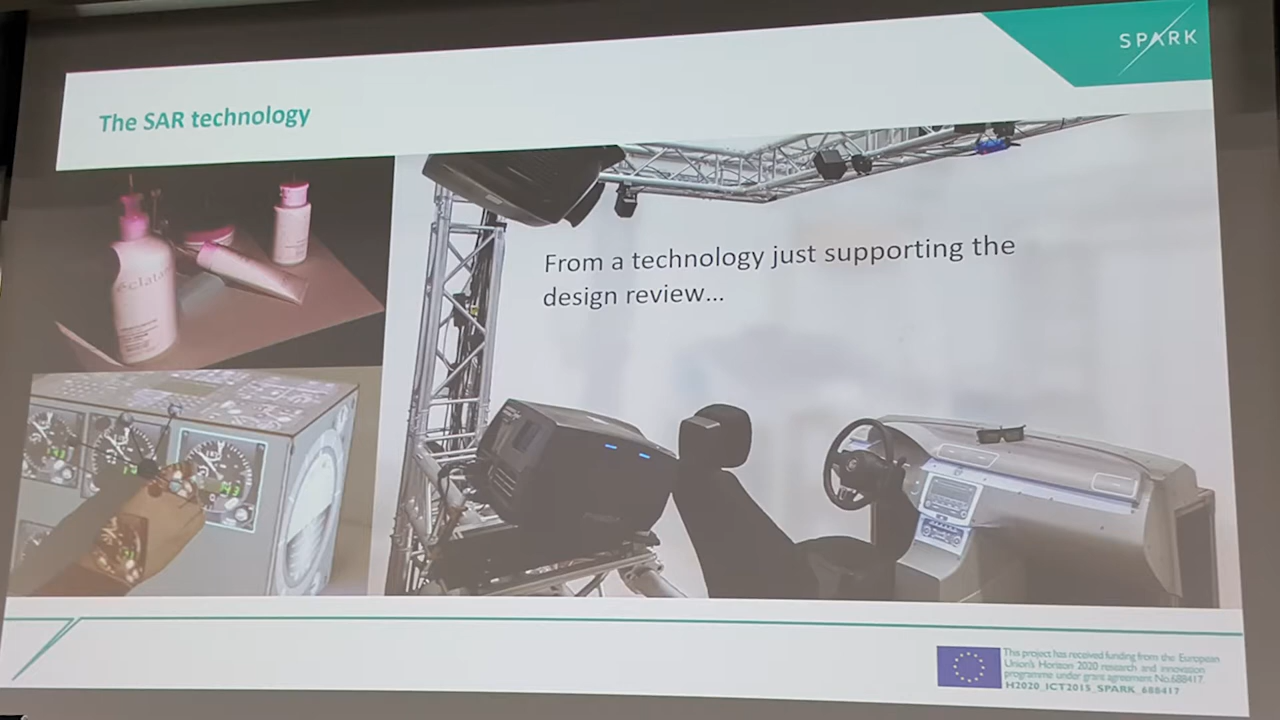 SPARK
The SAR technology
From a technology just supporting the
design review...
This project has received funding from the European
Union's Horizon 2020 research and innovation
programme under grant agreement No.688417
H2020_ICT2015_SPARK_688417